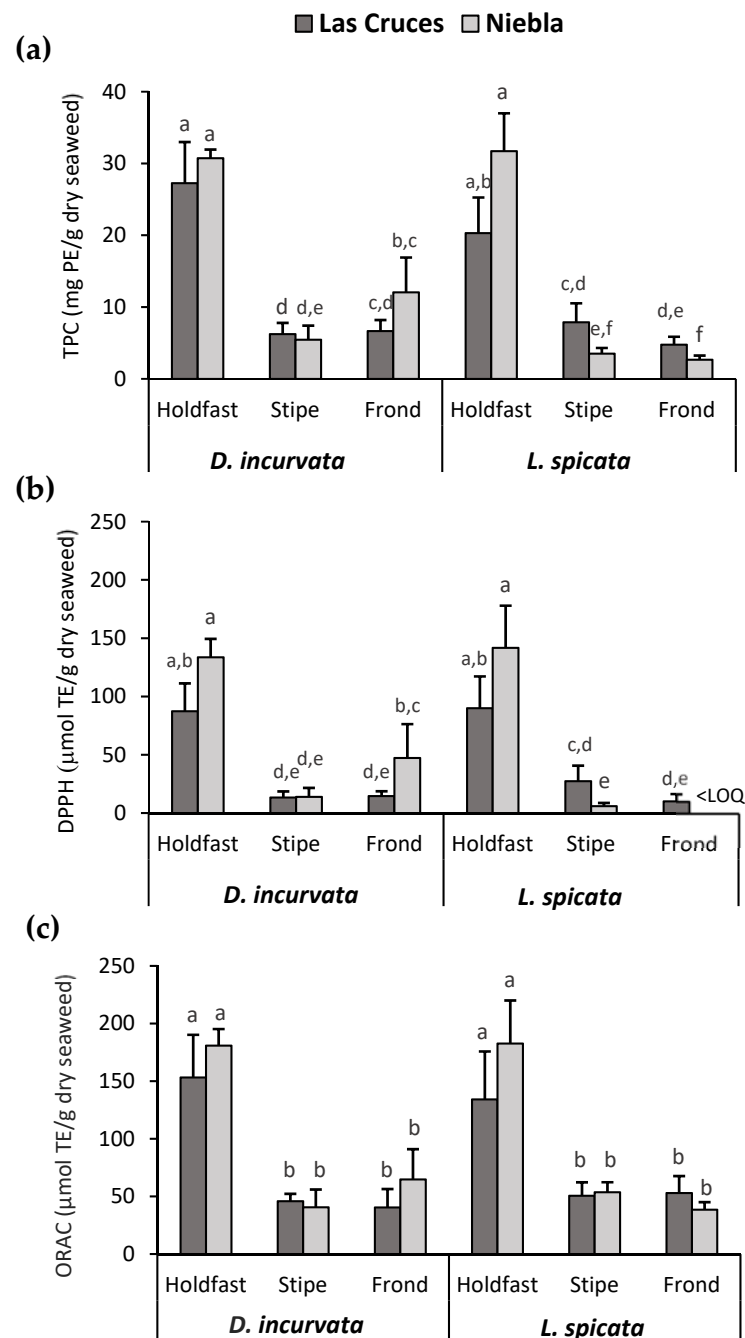 Las Cruces Niebla
(a)
TPC (mg PE/g dry seaweed)
40
30
20
10
0
a a
d d,e
c,d b,c
a,b a
c,d e,f
d,e f
Holdfast Stipe Frond Holdfast Stipe Frond
D. incurvata L. spicata
(b)
DPPH (µmol TE/g dry seaweed)
250
200
150
100
50
0
a,b a
d,e d,e
d,e b,c
a,b a
c,d e
d,e <LOQ
Holdfast Stipe Frond Holdfast Stipe Frond
D. incurvata L. spicata
(c)
ORAC (µmol TE/g dry seaweed)
250
200
150
100
50
0
a a
b b
b b
a a
b b
b b
Holdfast Stipe Frond Holdfast Stipe Frond
D. incurvata L. spicata